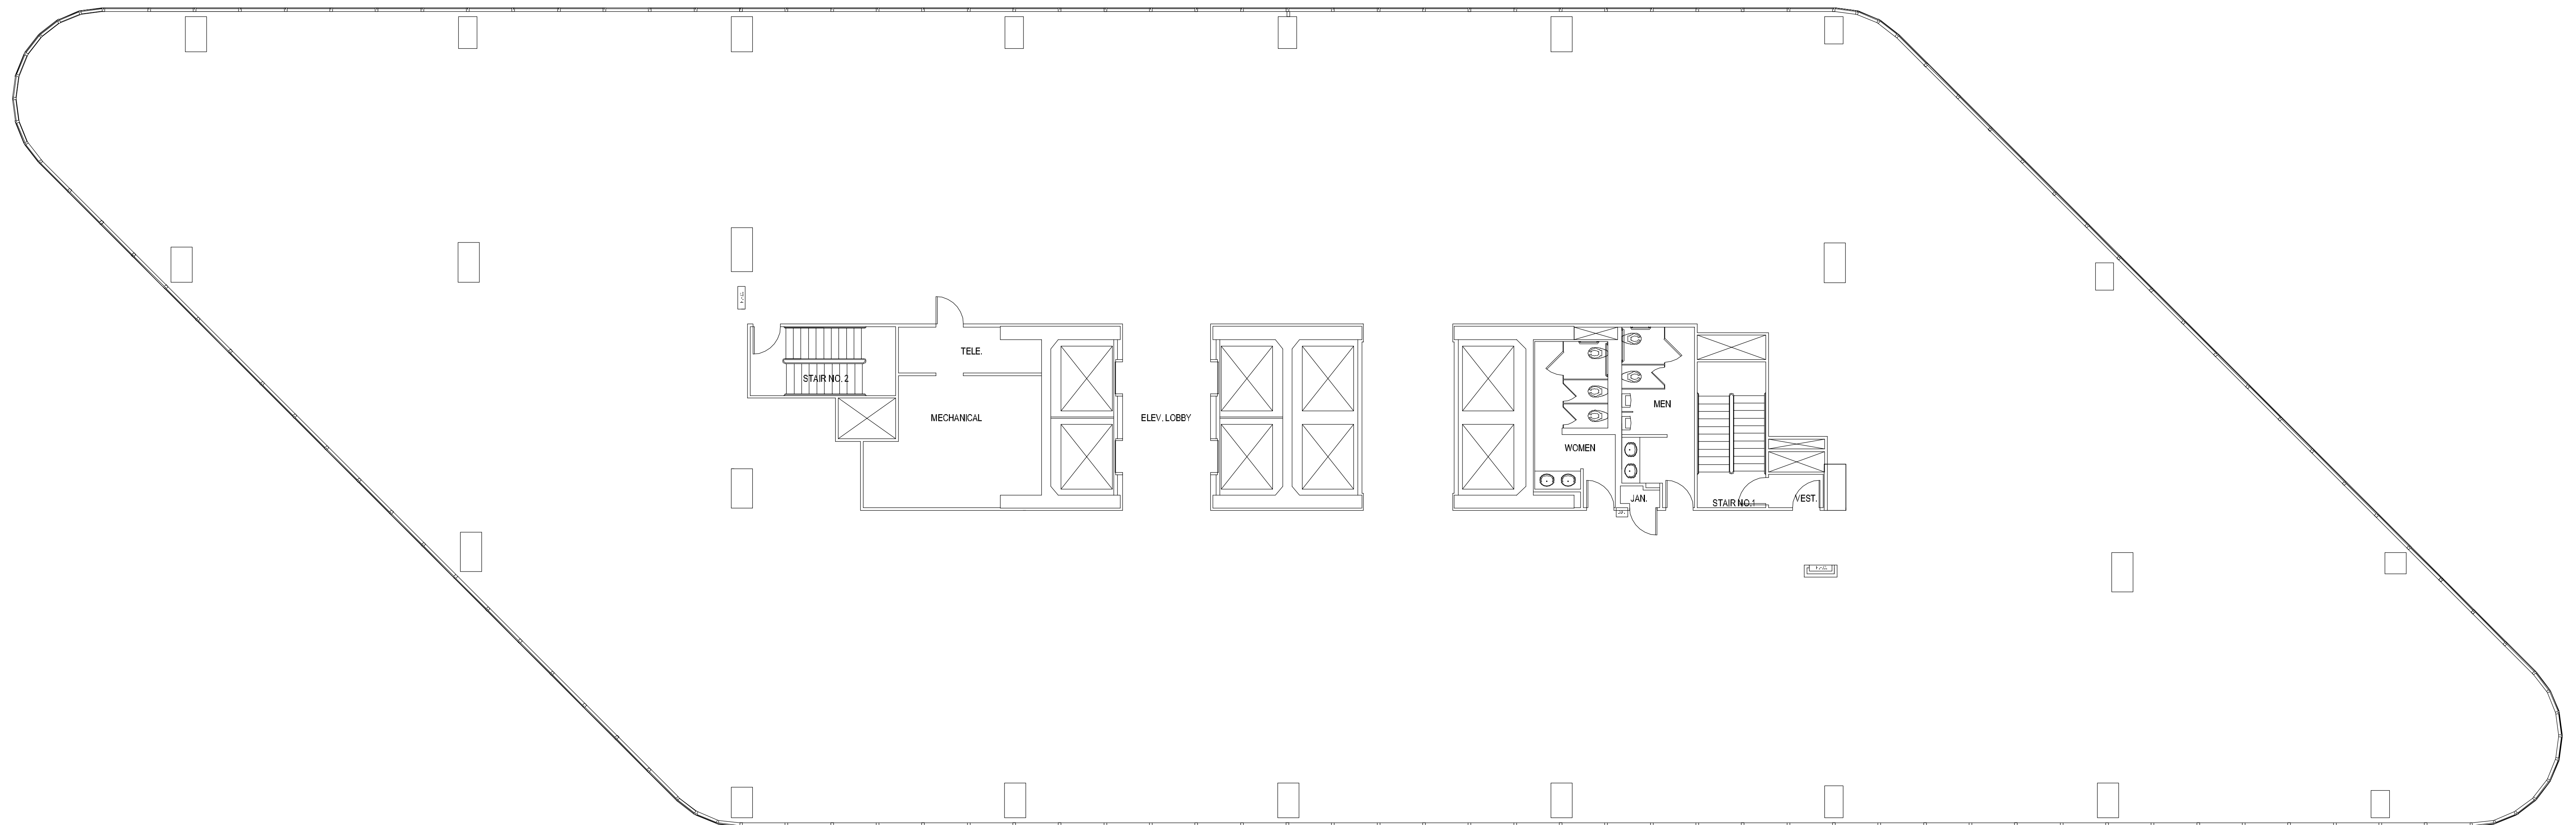 TELE.
STAIR NO. 2
MECHANICAL
ELEV. LOBBY
MEN
WOMEN
JAN.
STAIR NO.1
VEST.